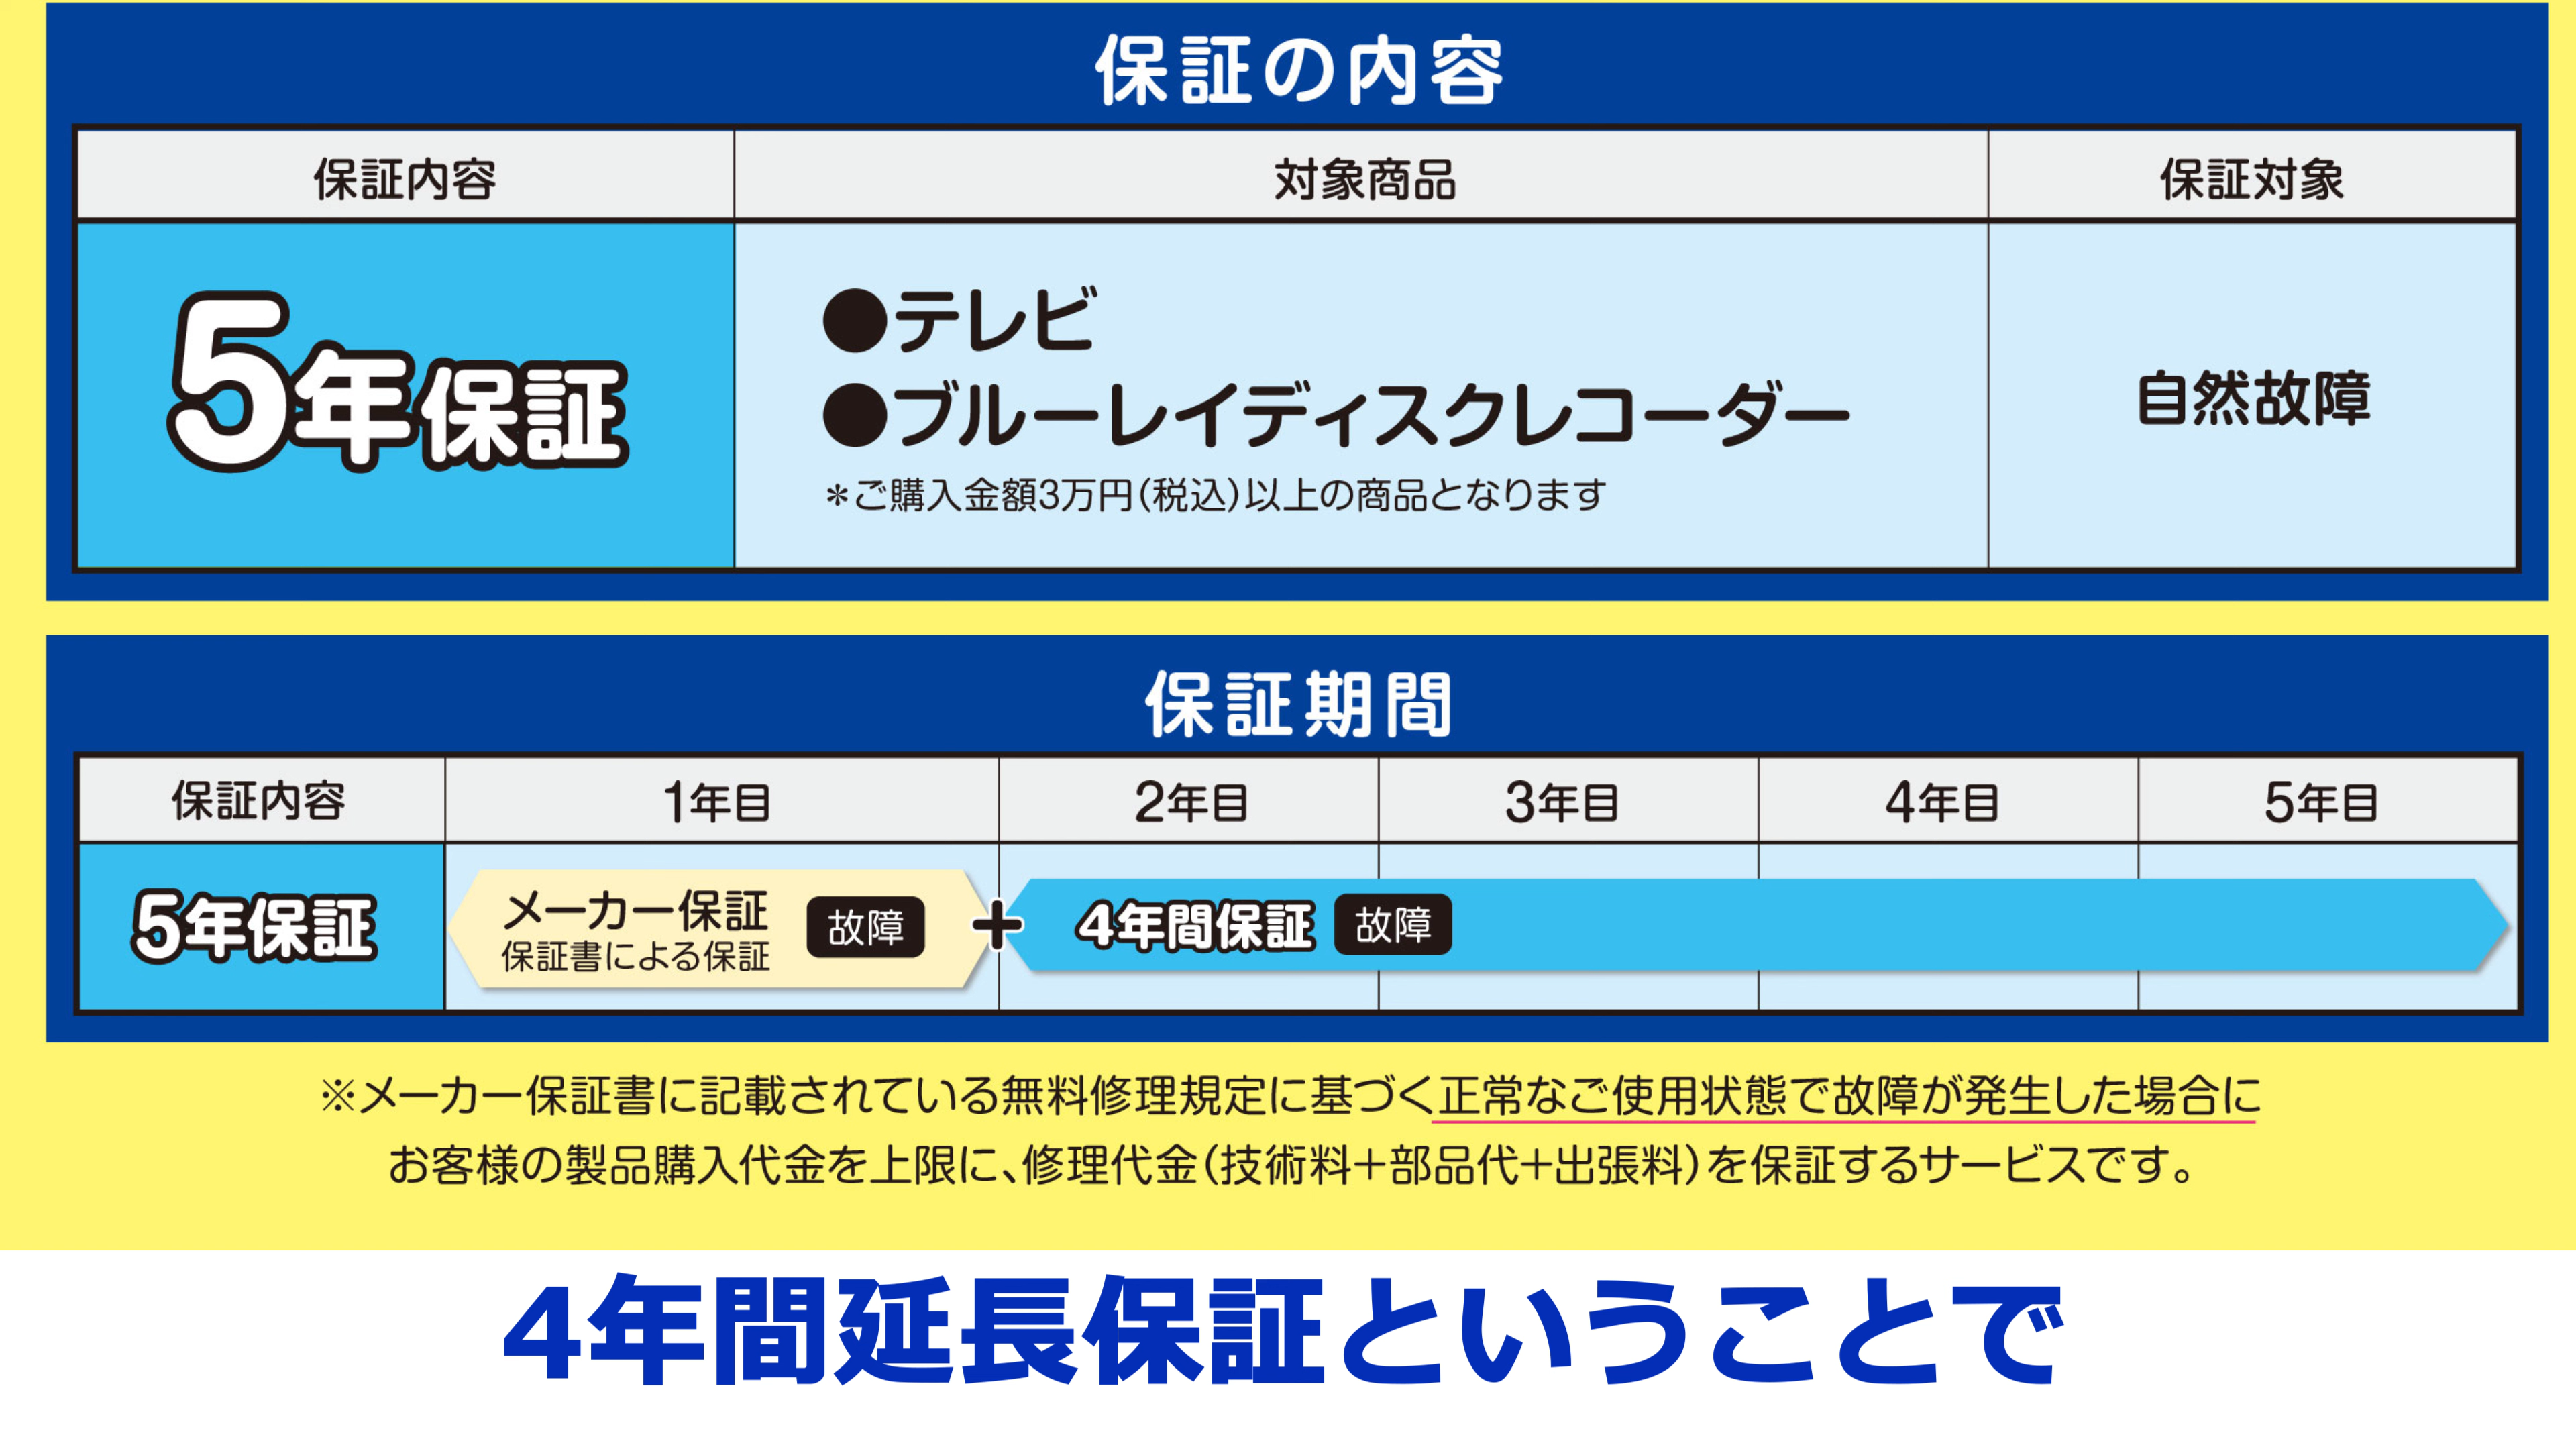 保証の内容
保証内容
対象商品
保証対象
5年保証
●テレビ
●ブルーレイディスクレコーダー
*ご購入金額3万円(税込)以上の商品となります
自然故障
保証期間
保証内容
1年目
2年目
3年目
4年目
5年目
5年保証
メーカー保証
保証書による保証
故障
+
4年間保証
故障
※メーカー保証書に記載されている無料修理規定に基づく正常なご使用状態で故障が発生した場合に
お客様の製品購入代金を上限に、修理代金(技術料+部品代+出張料)を保証するサービスです。
4年間延長保証ということで